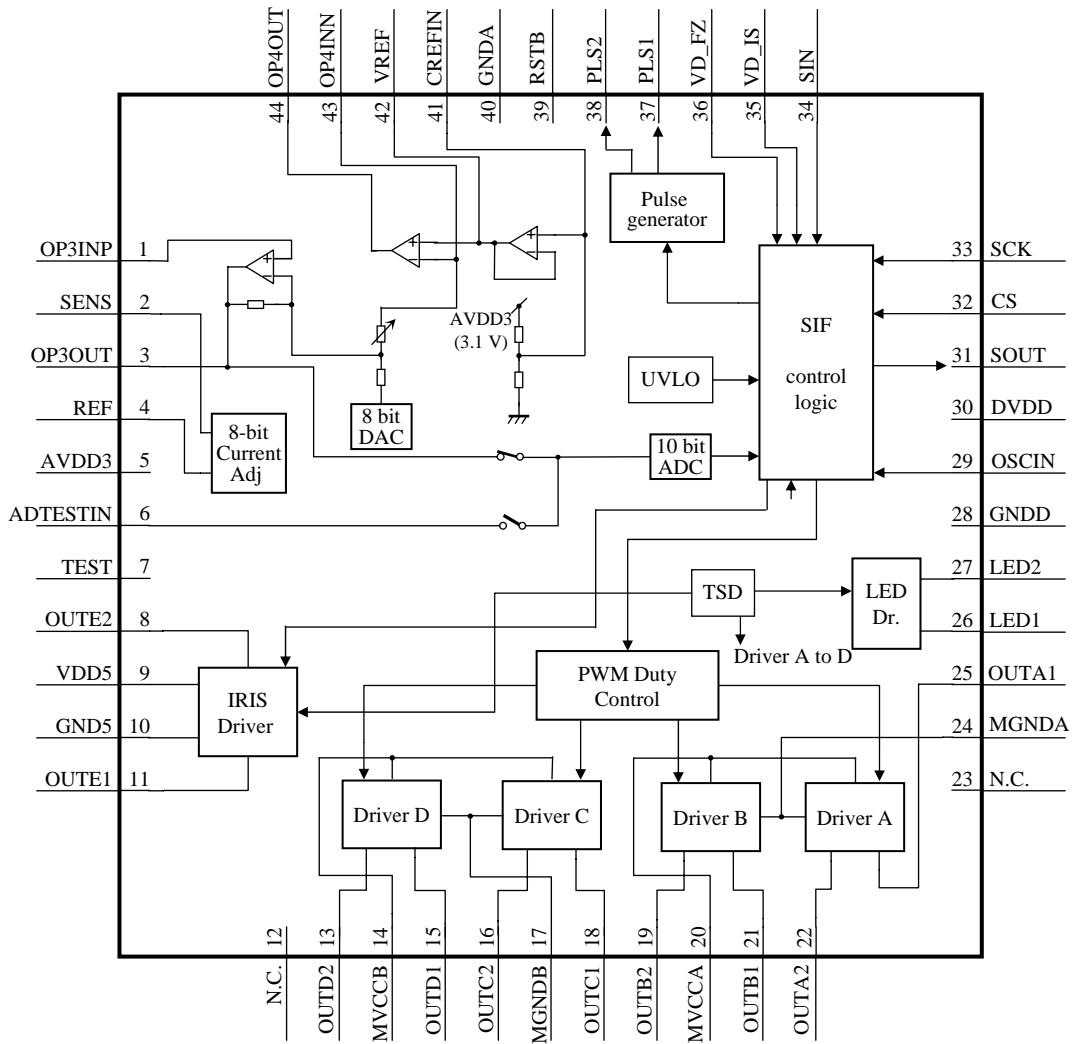 OP4OUT
OP4INN
VREF
CREFIN
GNDA
RSTB
PLS2
PLS1
VD_FZ
VD_IS
SIN
44
43
42
41
40
39
38
37
36
35
34
OP3INP 1
SENS 2
OP3OUT 3
REF 4
AVDD3 5
ADTESTIN 6
TEST 7
OUTE2 8
VDD5 9
GND5 10
OUTE1 11
+
−
+
−
+
−
Pulse
generator
AVDD3
(3.1 V)
8 bit
DAC
8-bit
Current
Adj
UVLO
10 bit
ADC
SIF
control
logic
TSD
LED
Dr.
Driver A to D
IRIS
Driver
PWM Duty
Control
Driver D
Driver C
Driver B
Driver A
33 SCK
32 CS
31 SOUT
30 DVDD
29 OSCIN
28 GNDD
27 LED2
26 LED1
25 OUTA1
24 MGNDA
23 N.C.
12
13
14
15
16
17
18
19
20
21
22
N.C.
OUTD2
MVCCB
OUTD1
OUTC2
MGNDB
OUTC1
OUTB2
MVCCA
OUTB1
OUTA2